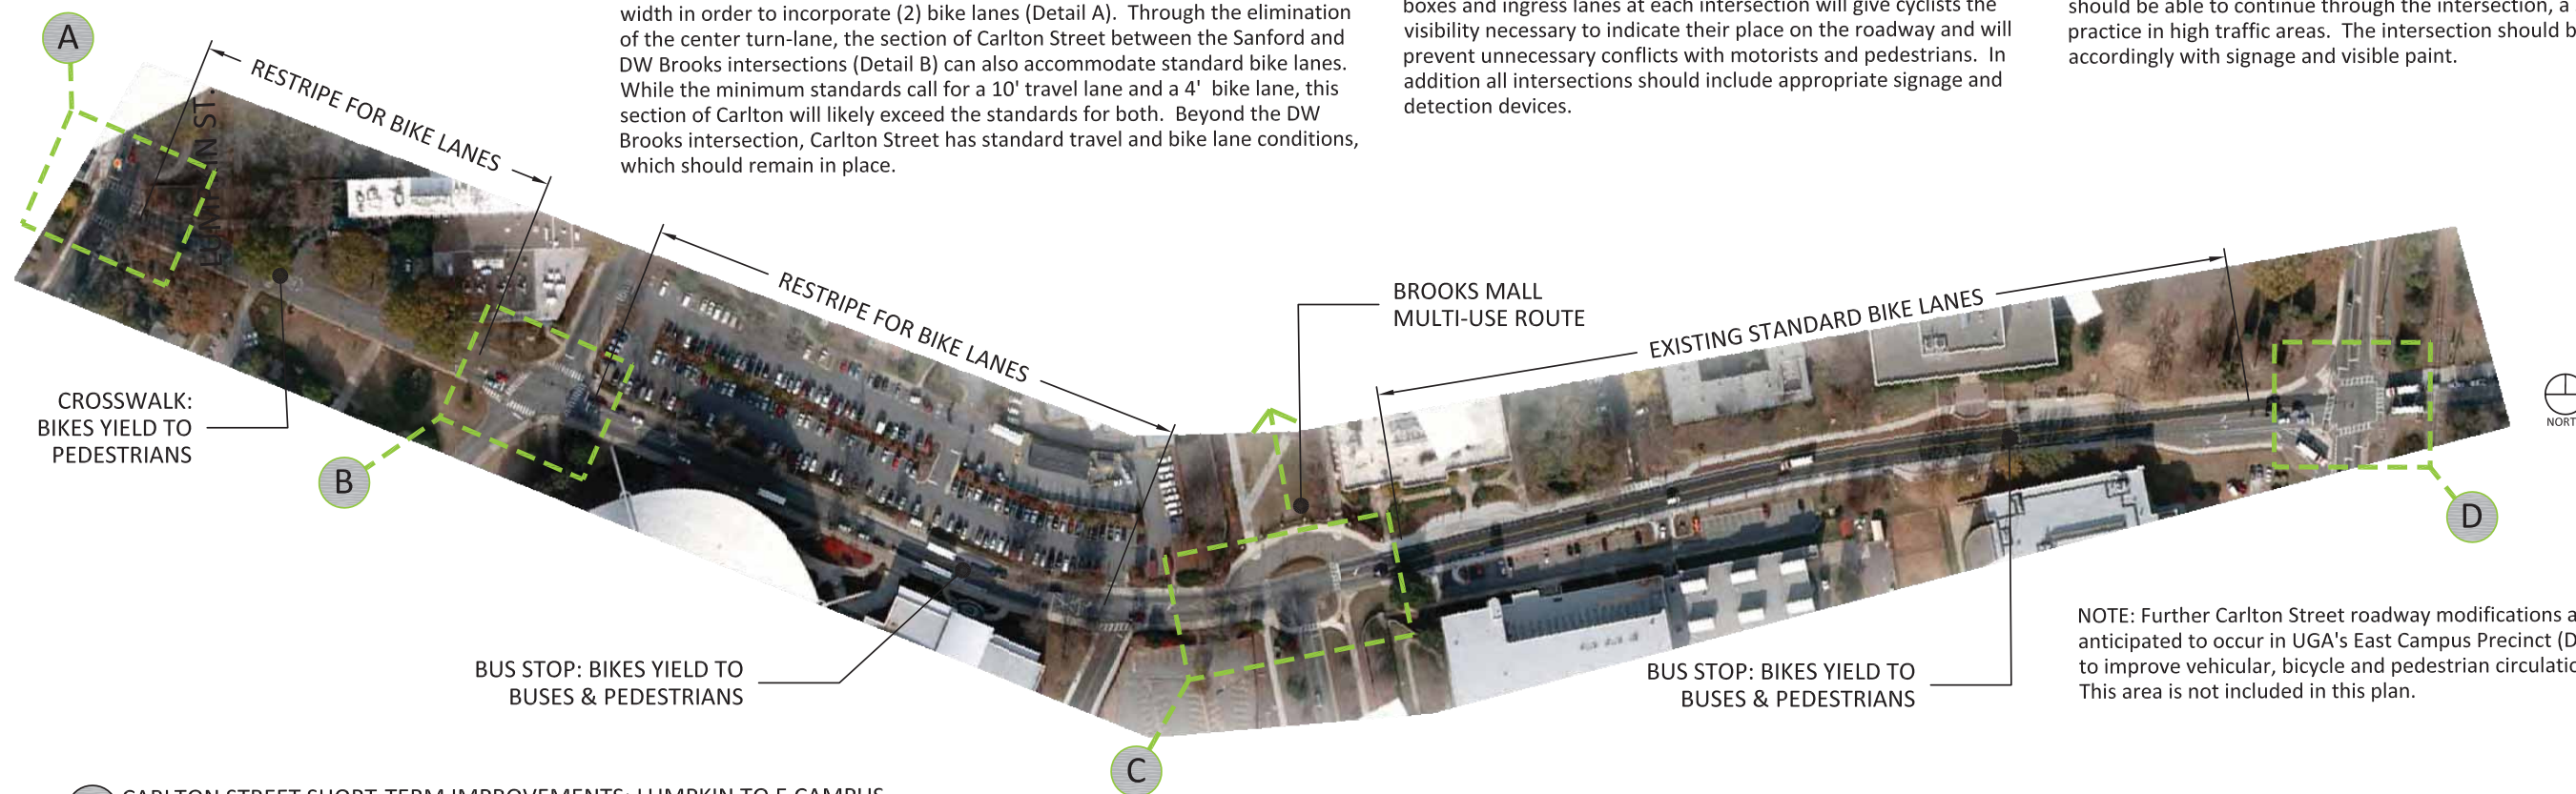 width in order to incorporate (2) bike lanes (Detail A).  Through the elimination
of the center turn-lane, the section of Carlton Street between the Sanford and
DW Brooks intersections (Detail B) can also accommodate standard bike lanes.
While the minimum standards call for a 10' travel lane and a 4'  bike lane, this
section of Carlton will likely exceed the standards for both.  Beyond the DW
Brooks intersection, Carlton Street has standard travel and bike lane conditions,
which should remain in place.
boxes and ingress lanes at each intersection will give cyclists the
visibility necessary to indicate their place on the roadway and will
prevent unnecessary conflicts with motorists and pedestrians.  In
addition all intersections should include appropriate signage and
detection devices.
should be able to continue through the intersection, a
practice in high traffic areas.  The intersection should b
accordingly with signage and visible paint.
A
RESTRIPE FOR BIKE LANES
LUMPKIN ST.
CROSSWALK:
BIKES YIELD TO
PEDESTRIANS
B
RESTRIPE FOR BIKE LANES
BROOKS MALL
MULTI-USE ROUTE
EXISTING STANDARD BIKE LANES
NORT
D
BUS STOP: BIKES YIELD TO
BUSES & PEDESTRIANS
BUS STOP: BIKES YIELD TO
BUSES & PEDESTRIANS
NOTE: Further Carlton Street roadway modifications a
anticipated to occur in UGA's East Campus Precinct (D
to improve vehicular, bicycle and pedestrian circulatio
This area is not included in this plan.
C
CARLTON STREET SHORT-TERM IMPROVEMENTS: LUMPKIN TO E CAMPUS